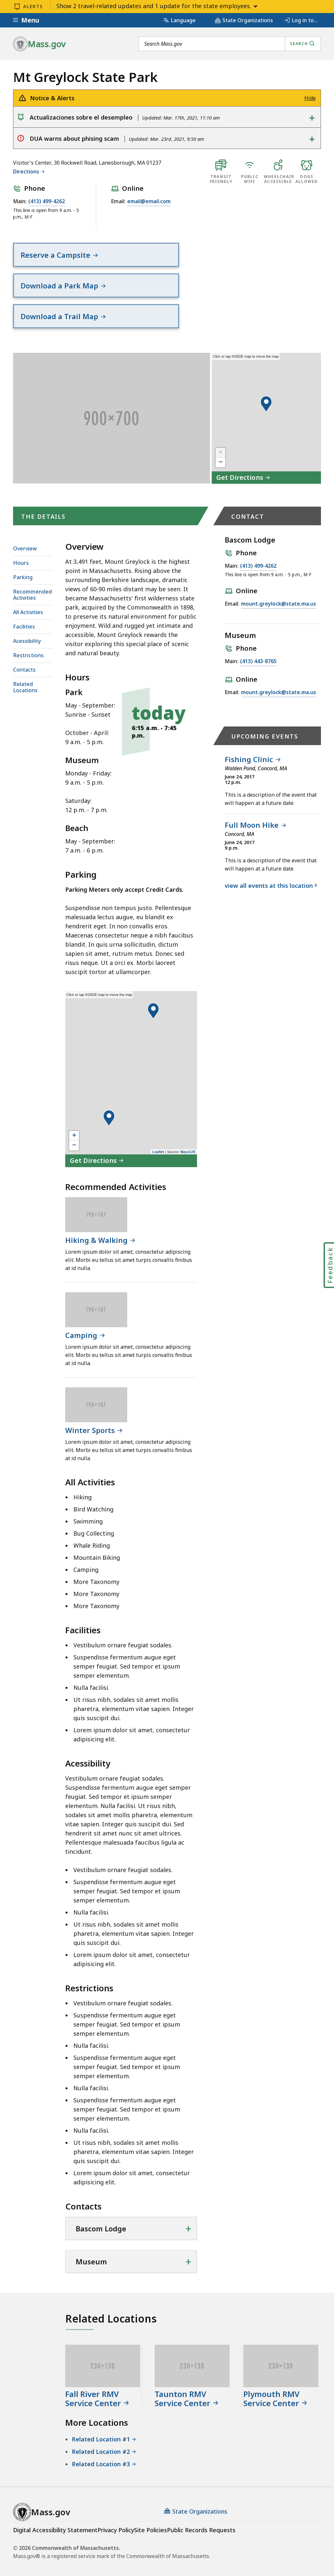 ALERTS
Show 2 travel-related updates and 1 update for the state employees.
Menu
Language
State Organizations
Log in to...
Mass.gov
Search Mass.gov
SEARCH
Mt Greylock State Park
Notice & Alerts
Hide
Actualizaciones sobre el desempleo | Updated: Mar. 17th, 2021, 11:10 am
DUA warns about phising scam | Updated: Mar. 23rd, 2021, 9:50 am
Visitor's Center, 30 Rockwell Road, Lanesborough, MA 01237
Directions
TRANSIT FRIENDLY
PUBLIC WIFI
WHEELCHAIR ACCESSIBLE
DOGS ALLOWED
Phone
Main: (413) 499-4262
This line is open from 9 a.m. - 5 p.m., M-F
Online
Email: email@email.com
Reserve a Campsite
Download a Park Map
Download a Trail Map
900×700
Click or tap INSIDE map to move the map
+
−
Get Directions
THE DETAILS
Overview
Hours
Parking
Recommended Activities
All Activities
Facilities
Acessibility
Restrictions
Contacts
Related Locations
Overview
At 3,491 feet, Mount Greylock is the highest point in Massachusetts. Rising above the surrounding Berkshire landscape, dramatic views of 60-90 miles distant may be seen. It became Massachusetts' first wilderness park, acquired by the Commonwealth in 1898, to preserve its natural environment for public enjoyment. Wild and rugged yet intimate and accessible, Mount Greylock rewards the visitor exploring this special place of scenic and natural beauty.
Hours
Park
May - September:
Sunrise - Sunset
October - April:
9 a.m. - 5 p.m.
today
6:15 a.m. - 7:45 p.m.
Museum
Monday - Friday:
9 a.m. - 5 p.m.
Saturday:
12 p.m. - 7 p.m.
Beach
May - September:
7 a.m. - 6 p.m.
Parking
Parking Meters only accept Credit Cards.
Suspendisse non tempus justo. Pellentesque malesuada lectus augue, eu blandit ex hendrerit non. In non convallis eros. Maecenas consectetur neque a nibh faucibus blandit. In quis urna sollicitudin, dictum sapien sit amet, rutrum metus. Donec sed risus neque. Ut a orci ex. Morbi laoreet suscipit tortor at ullamcorper.
Click or tap INSIDE map to move the map
+
−
Leaflet | Source: MassGIS
Get Directions
Recommended Activities
190×107
Hiking & Walking
Lorem ipsum dolor sit amet, consectetur adipiscing elit. Morbi eu tellus sit amet turpis convallis finibus at id nulla.
190×107
Camping
Lorem ipsum dolor sit amet, consectetur adipiscing elit. Morbi eu tellus sit amet turpis convallis finibus at id nulla.
190×107
Winter Sports
Lorem ipsum dolor sit amet, consectetur adipiscing elit. Morbi eu tellus sit amet turpis convallis finibus at id nulla.
All Activities
Hiking
Bird Watching
Swimming
Bug Collecting
Whale Riding
Mountain Biking
Camping
More Taxonomy
More Taxonomy
More Taxonomy
Facilities
Vestibulum ornare feugiat sodales.
Suspendisse fermentum augue eget semper feugiat. Sed tempor et ipsum semper elementum.
Nulla facilisi.
Ut risus nibh, sodales sit amet mollis pharetra, elementum vitae sapien. Integer quis suscipit dui.
Lorem ipsum dolor sit amet, consectetur adipisicing elit.
Acessibility
Vestibulum ornare feugiat sodales. Suspendisse fermentum augue eget semper feugiat. Sed tempor et ipsum semper elementum. Nulla facilisi. Ut risus nibh, sodales sit amet mollis pharetra, elementum vitae sapien. Integer quis suscipit dui. Sed hendrerit sit amet nunc sit amet ultrices. Pellentesque malesuada faucibus ligula ac tincidunt.
Vestibulum ornare feugiat sodales.
Suspendisse fermentum augue eget semper feugiat. Sed tempor et ipsum semper elementum.
Nulla facilisi.
Ut risus nibh, sodales sit amet mollis pharetra, elementum vitae sapien. Integer quis suscipit dui.
Lorem ipsum dolor sit amet, consectetur adipisicing elit.
Restrictions
Vestibulum ornare feugiat sodales.
Suspendisse fermentum augue eget semper feugiat. Sed tempor et ipsum semper elementum.
Nulla facilisi.
Suspendisse fermentum augue eget semper feugiat. Sed tempor et ipsum semper elementum.
Nulla facilisi.
Suspendisse fermentum augue eget semper feugiat. Sed tempor et ipsum semper elementum.
Nulla facilisi.
Ut risus nibh, sodales sit amet mollis pharetra, elementum vitae sapien. Integer quis suscipit dui.
Lorem ipsum dolor sit amet, consectetur adipisicing elit.
Contacts
Bascom Lodge
Museum
CONTACT
Bascom Lodge
Phone
Main: (413) 499-4262
This line is open from 9 a.m. - 5 p.m., M-F
Online
Email: mount.greylock@state.ma.us
Museum
Phone
Main: (413) 443-8765
Online
Email: mount.greylock@state.ma.us
UPCOMING EVENTS
Fishing Clinic
Walden Pond, Concord, MA
June 24, 2017
12 p.m.
This is a description of the event that will happen at a future date
Full Moon Hike
Concord, MA
June 24, 2017
9 p.m.
This is a description of the event that will happen at a future date
view all events at this location
Feedback
Related Locations
230×130
Fall River RMV Service Center
230×130
Taunton RMV Service Center
230×130
Plymouth RMV Service Center
More Locations
Related Location #1
Related Location #2
Related Location #3
Mass.gov
State Organizations
Digital Accessibility StatementPrivacy PolicySite PoliciesPublic Records Requests
© 2026 Commonwealth of Massachusetts.
Mass.gov® is a registered service mark of the Commonwealth of Massachusetts.